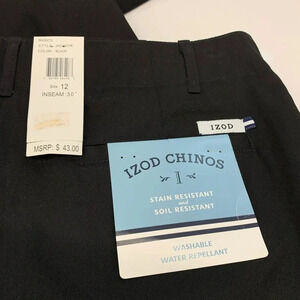 SIZE 12
INSEAM: 30"
MSRP: $ 43.00
IZOD
IZOD CHINOS
I
STAIN RESISTANT
and
SOIL RESISTANT
WASHABLE
WATER REPELLANT